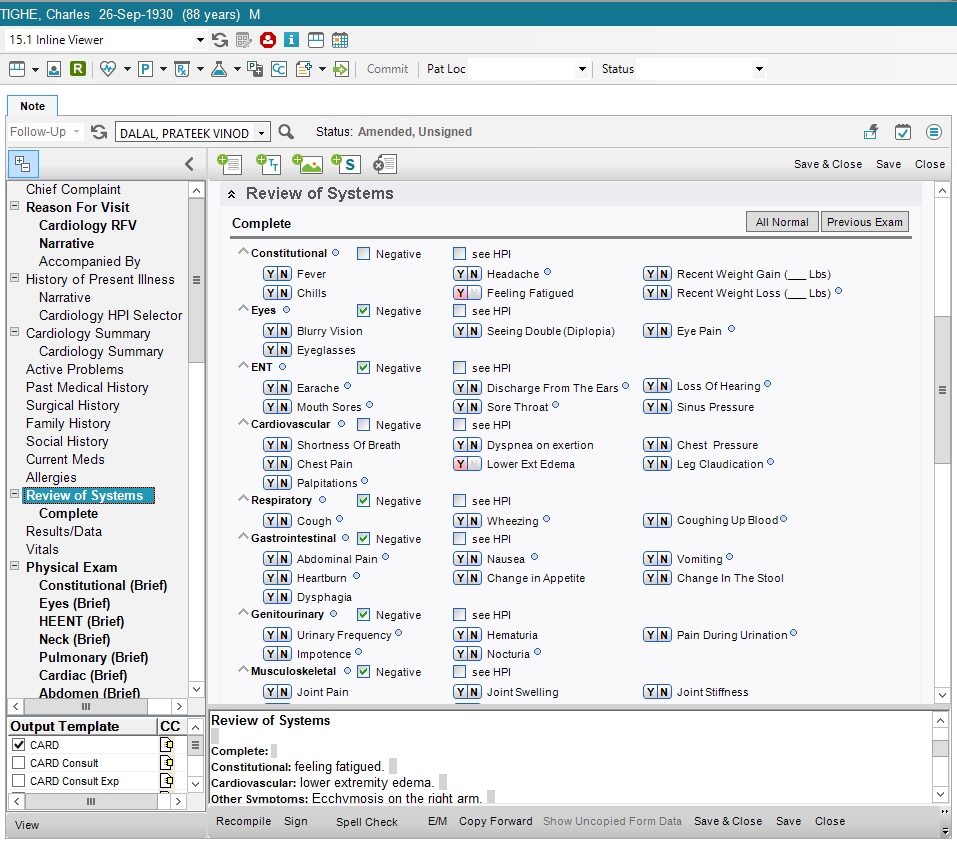 TIGHE, Charles 26-Sep-1930 (88 years) M
15.1 Inline Viewer
Commit Pat Loc Status
Note
Follow-Up DALAL, PRATEEK VINOD Status: Amended, Unsigned
Save & Close Save Close
Chief Complaint
Reason For Visit
Cardiology RFV
Narrative
Accompanied By
History of Present Illness
Narrative
Cardiology HPI Selector
Cardiology Summary
Cardiology Summary
Active Problems
Past Medical History
Surgical History
Family History
Social History
Current Meds
Allergies
Review of Systems
Complete
Results/Data
Vitals
Physical Exam
Constitutional (Brief)
Eyes (Brief)
HEENT (Brief)
Neck (Brief)
Pulmonary (Brief)
Cardiac (Brief)
Abdomen (Brief)
Output Template CC
CARD
CARD Consult
CARD Consult Exp
View
Review of Systems
Complete All Normal Previous Exam
Constitutional Negative see HPI
Y N Fever Y N Headache Y N Recent Weight Gain (___ Lbs)
Y N Chills Y N Feeling Fatigued Y N Recent Weight Loss (___ Lbs)
Eyes Negative see HPI
Y N Blurry Vision Y N Seeing Double (Diplopia) Y N Eye Pain
Y N Eyeglasses
ENT Negative see HPI
Y N Earache Y N Discharge From The Ears Y N Loss Of Hearing
Y N Mouth Sores Y N Sore Throat Y N Sinus Pressure
Cardiovascular Negative see HPI
Y N Shortness Of Breath Y N Dyspnea on exertion Y N Chest Pressure
Y N Chest Pain Y N Lower Ext Edema Y N Leg Claudication
Y N Palpitations
Respiratory Negative see HPI
Y N Cough Y N Wheezing Y N Coughing Up Blood
Gastrointestinal Negative see HPI
Y N Abdominal Pain Y N Nausea Y N Vomiting
Y N Heartburn Y N Change in Appetite Y N Change In The Stool
Y N Dysphagia
Genitourinary Negative see HPI
Y N Urinary Frequency Y N Hematuria Y N Pain During Urination
Y N Impotence Y N Nocturia
Musculoskeletal Negative see HPI
Y N Joint Pain Y N Joint Swelling Y N Joint Stiffness
Review of Systems
Complete:
Constitutional: feeling fatigued.
Cardiovascular: lower extremity edema.
Other Symptoms: Ecchymosis on the right arm.
Recompile Sign Spell Check E/M Copy Forward Show Uncopied Form Data Save & Close Save Close